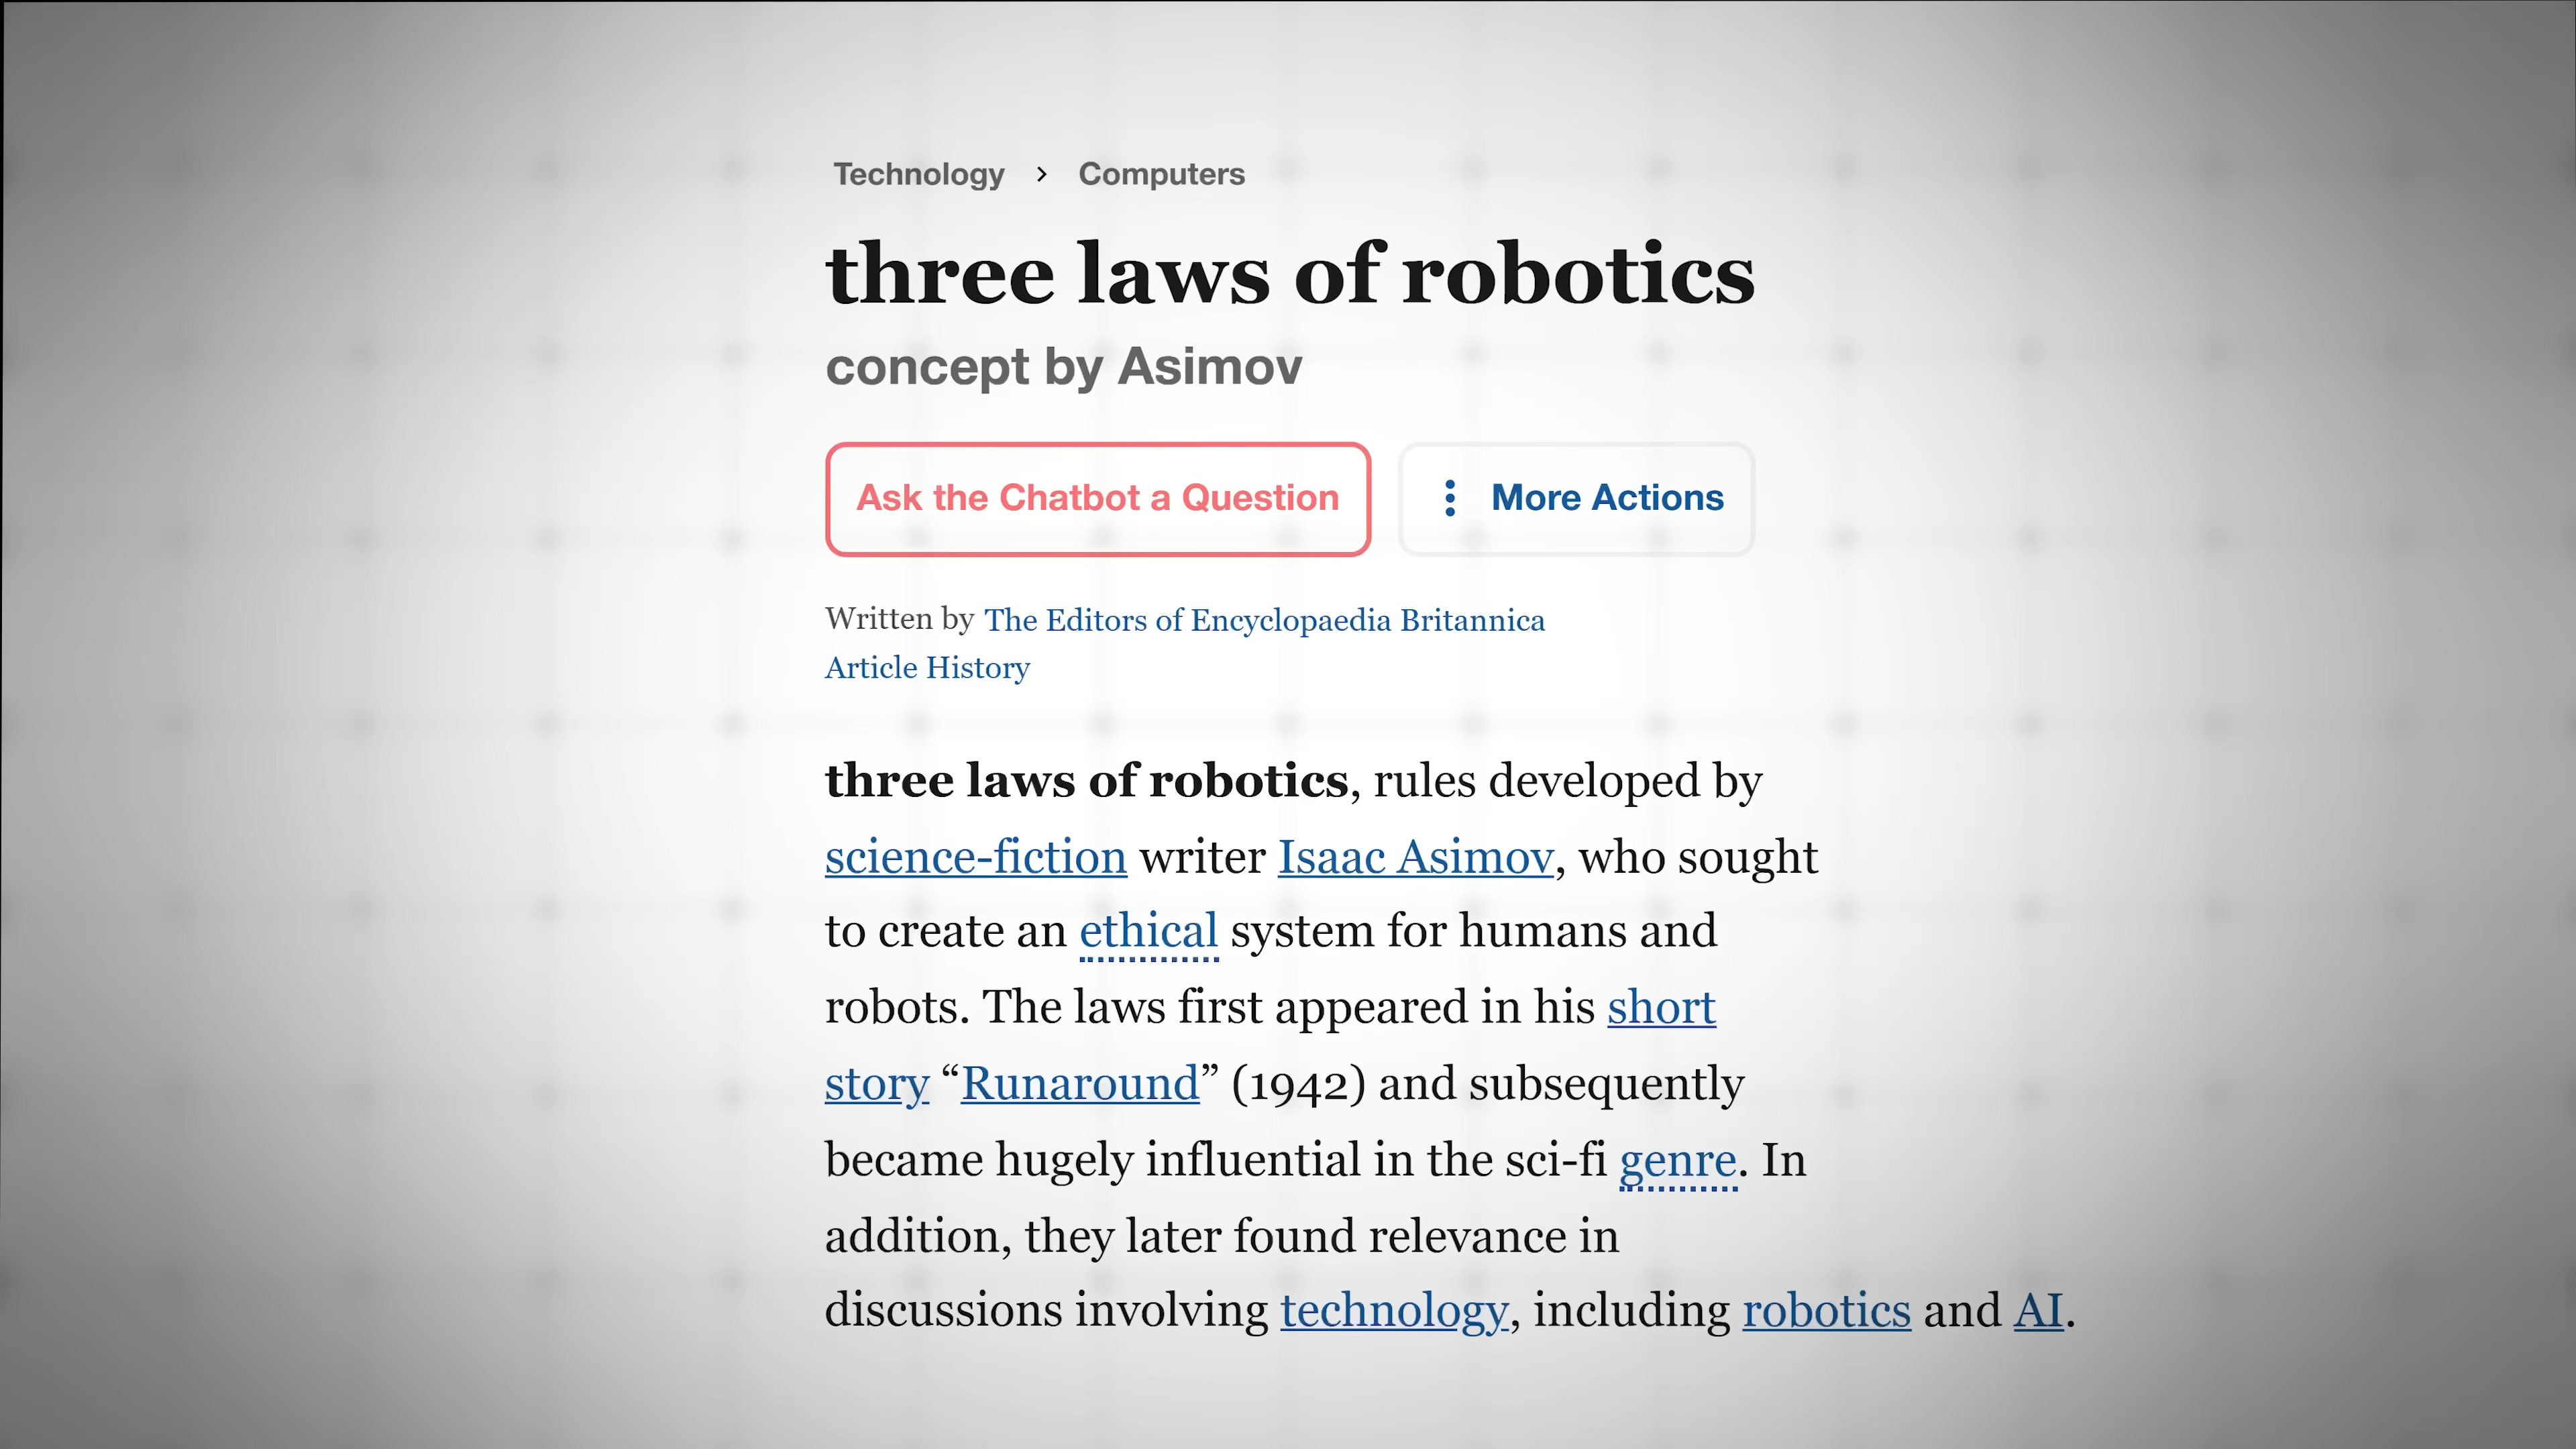 Technology > Computers
three laws of robotics
concept by Asimov
Ask the Chatbot a Question
More Actions
Written by The Editors of Encyclopaedia Britannica
Article History
three laws of robotics, rules developed by
science-fiction writer Isaac Asimov, who sought
to create an ethical system for humans and
robots. The laws first appeared in his short
story “Runaround” (1942) and subsequently
became hugely influential in the sci-fi genre. In
addition, they later found relevance in
discussions involving technology, including robotics and AI.